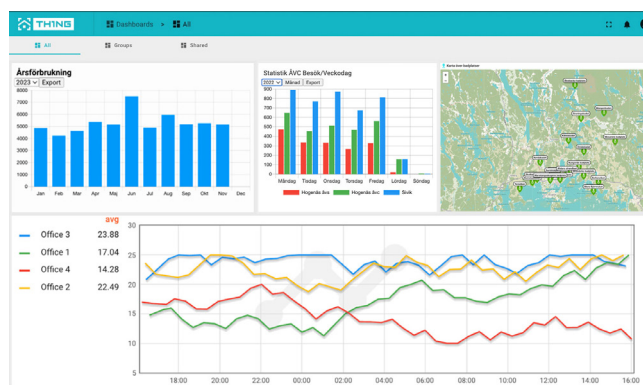 TH1NG
Dashboards > All
All
Groups
Shared
Årsförbrukning
2023 Export
8000
7000
6000
5000
4000
3000
2000
1000
0
Jan Feb Mar Apr Maj Jun Jul Aug Sep Okt Nov Dec
Statistik ÅVC Besök/Veckodag
2022 Månad Export
900
800
700
600
500
400
300
200
100
0
Måndag Tisdag Onsdag Torsdag Fredag Lördag Söndag
Sivik
avg
Office 3 23.88
Office 1 17.04
Office 4 14.28
Office 2 22.49
30
25
20
15
10
5
18:00 20:00 22:00 00:00 02:00 04:00 06:00 08:00 10:00 12:00 14:00 16:00